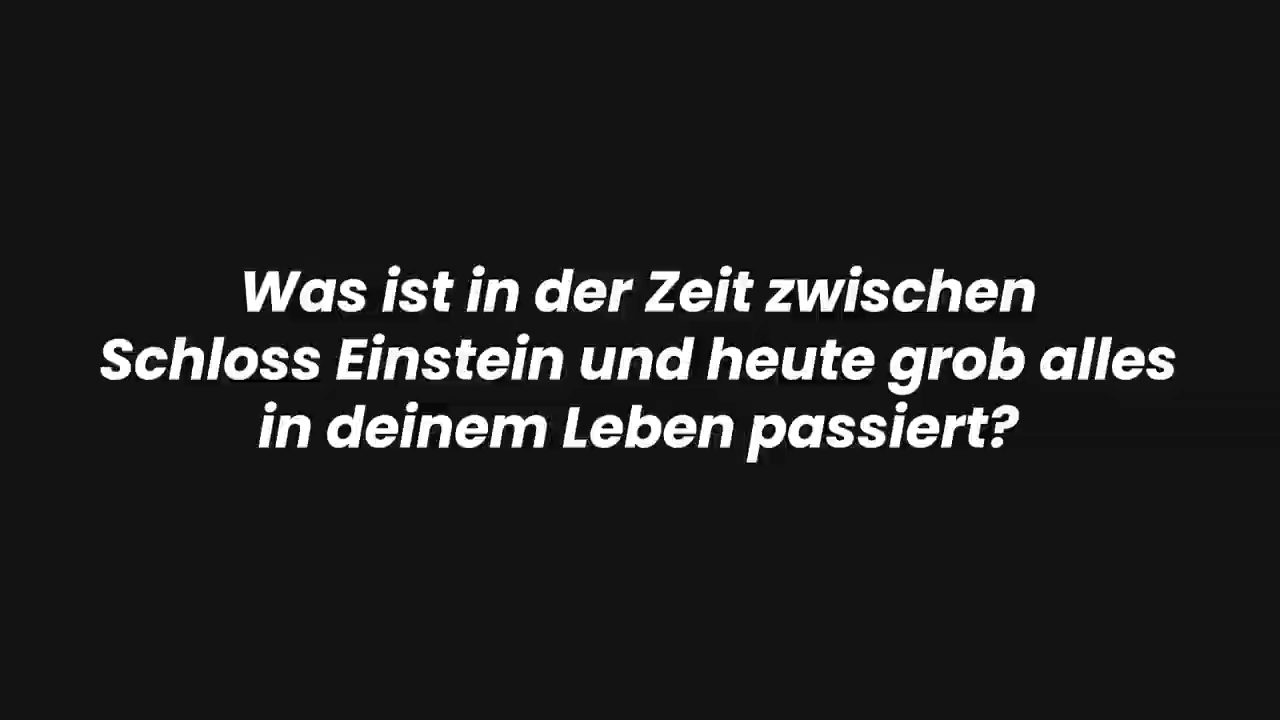 Was ist in der Zeit zwischen
Schloss Einstein und heute grob alles
in deinem Leben passiert?